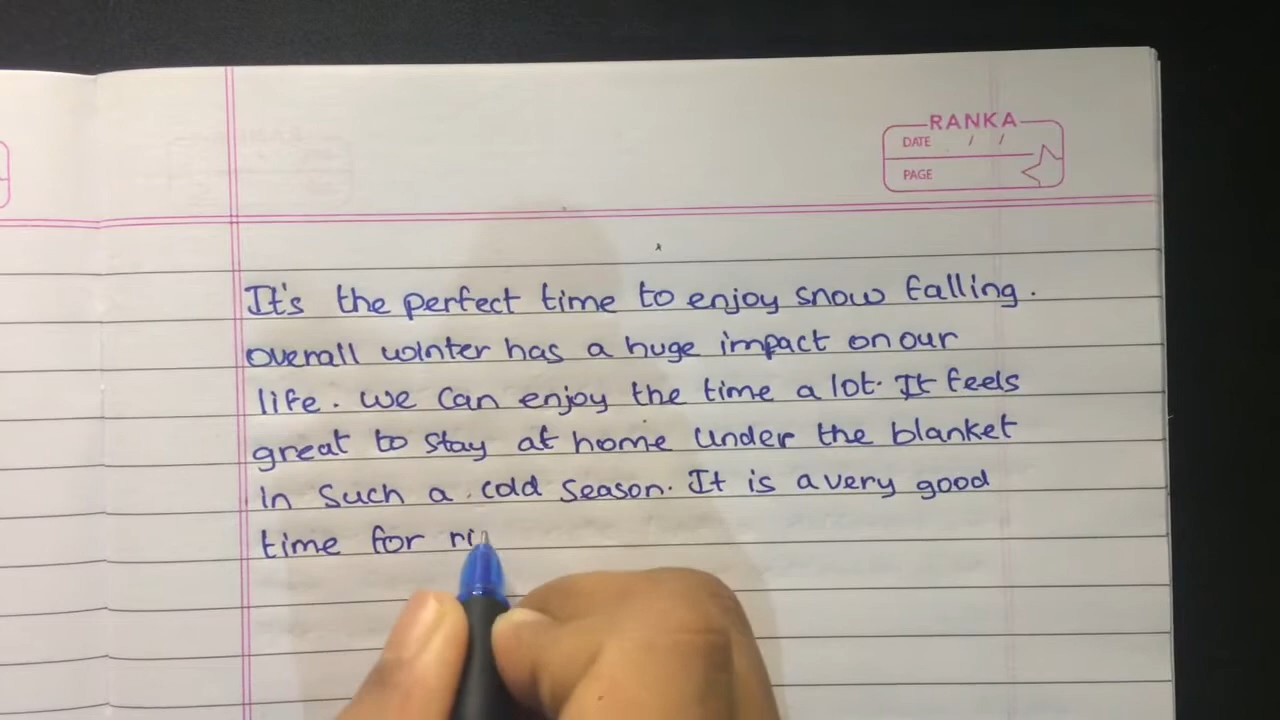 RANKA
DATE / /
PAGE
It's the perfect time to enjoy snow falling.
overall winter has a huge impact on our
life. we can enjoy the time a lot. It feels
great to stay at home under the blanket
in such a cold season. It is a very good
time for ri